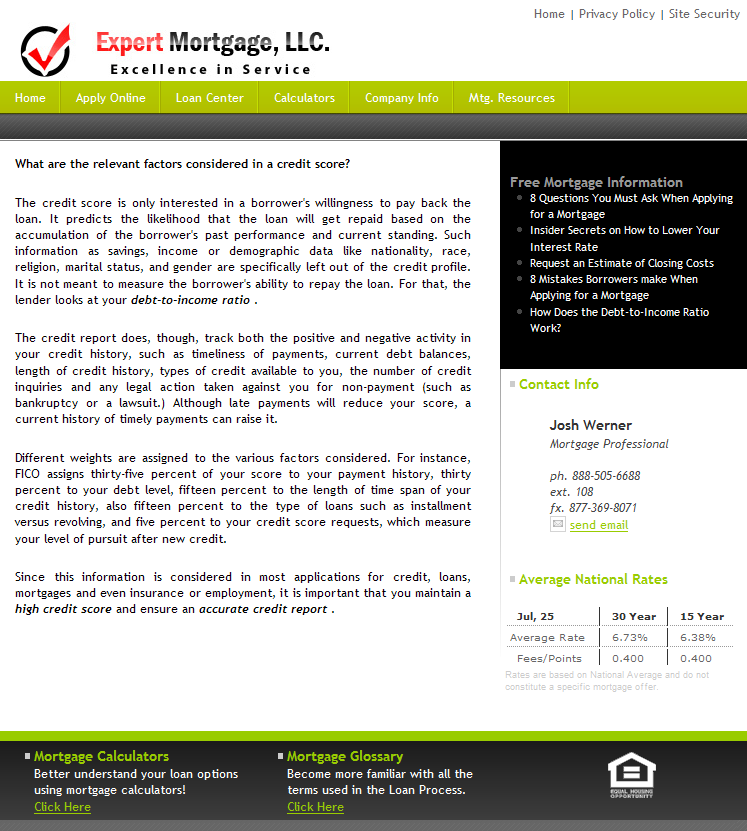 Home | Privacy Policy | Site Security
Expert Mortgage, LLC.
Excellence in Service
Home Apply Online Loan Center Calculators Company Info Mtg. Resources
What are the relevant factors considered in a credit score?
The credit score is only interested in a borrower's willingness to pay back the
loan. It predicts the likelihood that the loan will get repaid based on the
accumulation of the borrower's past performance and current standing. Such
information as savings, income or demographic data like nationality, race,
religion, marital status, and gender are specifically left out of the credit profile.
It is not meant to measure the borrower's ability to repay the loan. For that, the
lender looks at your debt-to-income ratio .
The credit report does, though, track both the positive and negative activity in
your credit history, such as timeliness of payments, current debt balances,
length of credit history, types of credit available to you, the number of credit
inquiries and any legal action taken against you for non-payment (such as
bankruptcy or a lawsuit.) Although late payments will reduce your score, a
current history of timely payments can raise it.
Different weights are assigned to the various factors considered. For instance,
FICO assigns thirty-five percent of your score to your payment history, thirty
percent to your debt level, fifteen percent to the length of time span of your
credit history, also fifteen percent to the type of loans such as installment
versus revolving, and five percent to your credit score requests, which measure
your level of pursuit after new credit.
Since this information is considered in most applications for credit, loans,
mortgages and even insurance or employment, it is important that you maintain a
high credit score and ensure an accurate credit report .
Free Mortgage Information
8 Questions You Must Ask When Applying
for a Mortgage
Insider Secrets on How to Lower Your
Interest Rate
Request an Estimate of Closing Costs
8 Mistakes Borrowers make When
Applying for a Mortgage
How Does the Debt-to-Income Ratio
Work?
Contact Info
Josh Werner
Mortgage Professional
ph. 888-505-6688
ext. 108
fx. 877-369-8071
send email
Average National Rates
Jul, 25 30 Year 15 Year
Average Rate 6.73% 6.38%
Fees/Points 0.400 0.400
Rates are based on National Average and do not
constitute a specific mortgage offer.
Mortgage Calculators
Better understand your loan options
using mortgage calculators!
Click Here
Mortgage Glossary
Become more familiar with all the
terms used in the Loan Process.
Click Here
EQUAL HOUSING
OPPORTUNITY